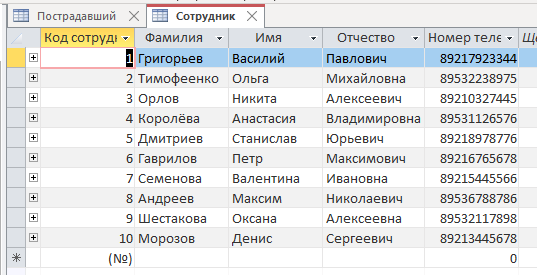 Пострадавший Сотрудник
Код сотрудн Фамилия Имя Отчество Номер теле Ще
1 Григорьев Василий Павлович 89217923344
2 Тимофеенко Ольга Михайловна 89532238975
3 Орлов Никита Алексеевич 89210327445
4 Королёва Анастасия Владимировна 89531126576
5 Дмитриев Станислав Юрьевич 89218978776
6 Гаврилов Петр Максимович 89216765678
7 Семенова Валентина Ивановна 89215445566
8 Андреев Максим Николаевич 89536788786
9 Шестакова Оксана Алексеевна 89532117898
10 Морозов Денис Сергеевич 89213445678
(№) 0